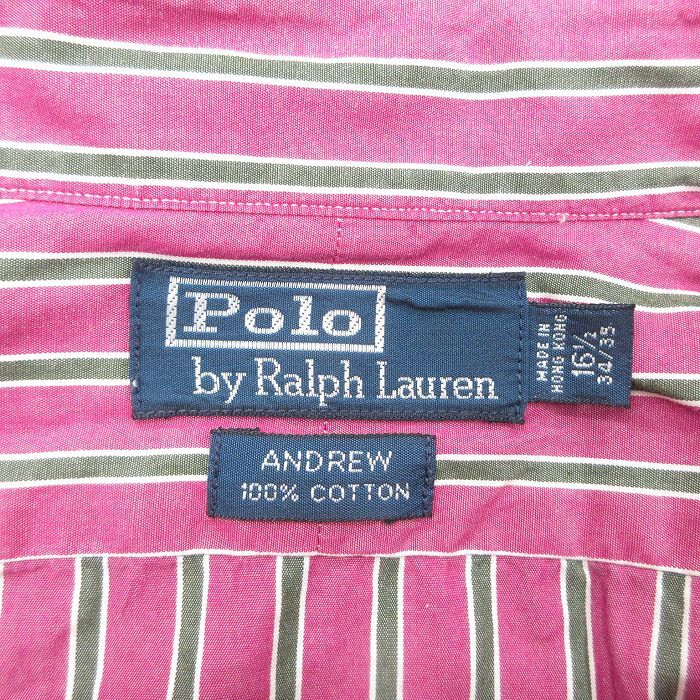 Polo
by Ralph Lauren
MADE IN
HONG KONG
16½
34/35
ANDREW
100% COTTON